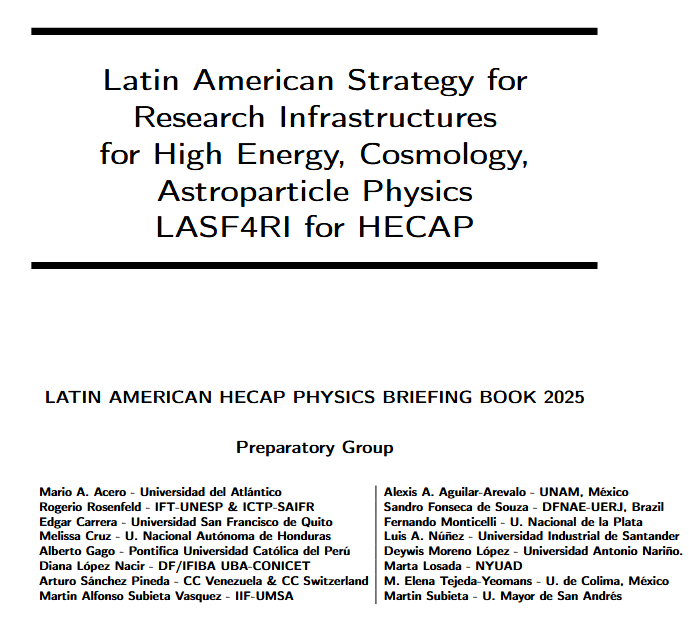 Latin American Strategy for
Research Infrastructures
for High Energy, Cosmology,
Astroparticle Physics
LASF4RI for HECAP
LATIN AMERICAN HECAP PHYSICS BRIEFING BOOK 2025
Preparatory Group
Mario A. Acero - Universidad del Atlántico
Rogerio Rosenfeld - IFT-UNESP & ICTP-SAIFR
Edgar Carrera - Universidad San Francisco de Quito
Melissa Cruz - U. Nacional Autónoma de Honduras
Alberto Gago - Pontifica Universidad Católica del Perú
Diana López Nacir - DF/IFIBA UBA-CONICET
Arturo Sánchez Pineda - CC Venezuela & CC Switzerland
Martin Alfonso Subieta Vasquez - IIF-UMSA
Alexis A. Aguilar-Arevalo - UNAM, México
Sandro Fonseca de Souza - DFNAE-UERJ, Brazil
Fernando Monticelli - U. Nacional de la Plata
Luis A. Núñez - Universidad Industrial de Santander
Deywis Moreno López - Universidad Antonio Nariño.
Marta Losada - NYUAD
M. Elena Tejeda-Yeomans - U. de Colima, México
Martin Subieta - U. Mayor de San Andrés